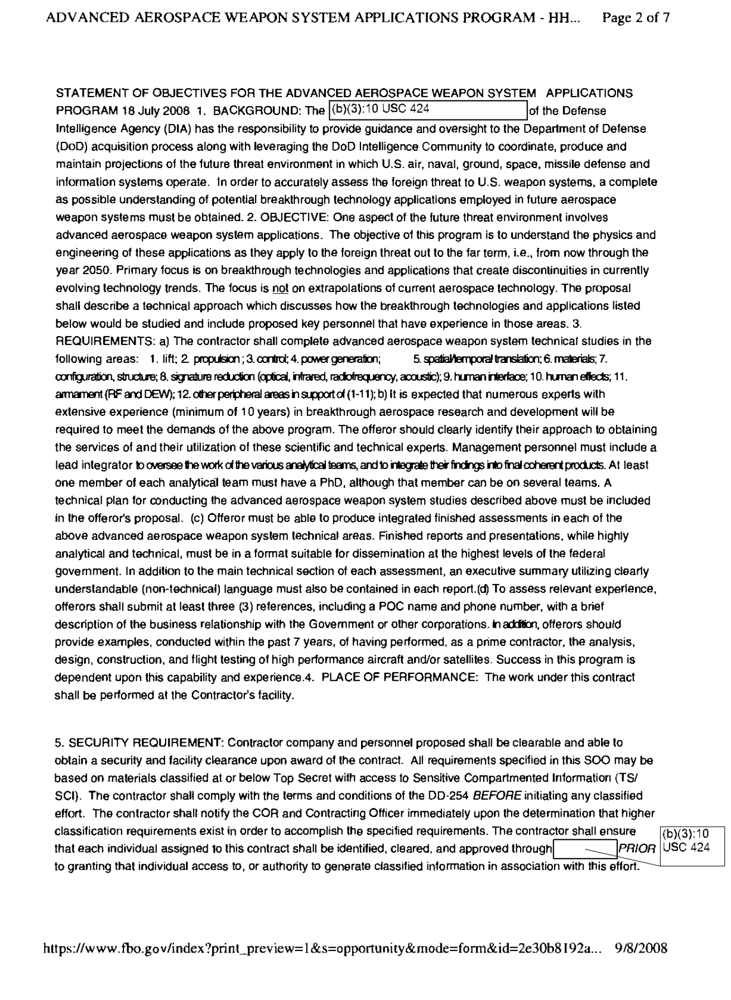 ADVANCED AEROSPACE WEAPON SYSTEM APPLICATIONS PROGRAM - HH... Page 2 of 7
STATEMENT OF OBJECTIVES FOR THE ADVANCED AEROSPACE WEAPON SYSTEM APPLICATIONS
PROGRAM 18 July 2008 1. BACKGROUND: The (b)(3):10 USC 424 of the Defense
Intelligence Agency (DIA) has the responsibility to provide guidance and oversight to the Department of Defense
(DoD) acquisition process along with leveraging the DoD Intelligence Community to coordinate, produce and
maintain projections of the future threat environment in which U.S. air, naval, ground, space, missile defense and
information systems operate. In order to accurately assess the foreign threat to U.S. weapon systems, a complete
as possible understanding of potential breakthrough technology applications employed in future aerospace
weapon systems must be obtained. 2. OBJECTIVE: One aspect of the future threat environment involves
advanced aerospace weapon system applications. The objective of this program is to understand the physics and
engineering of these applications as they apply to the foreign threat out to the far term, i.e., from now through the
year 2050. Primary focus is on breakthrough technologies and applications that create discontinuities in currently
evolving technology trends. The focus is not on extrapolations of current aerospace technology. The proposal
shall describe a technical approach which discusses how the breakthrough technologies and applications listed
below would be studied and include proposed key personnel that have experience in those areas. 3.
REQUIREMENTS: a) The contractor shall complete advanced aerospace weapon system technical studies in the
following areas: 1. lift; 2. propulsion; 3. control; 4. power generation; 5. spatial/temporal translation; 6. materials; 7.
configuration, structure; 8. signature reduction (optical, infrared, radiofrequency, acoustic); 9. human interface; 10. human effects; 11.
armament (RF and DEW); 12. other peripheral areas in support of (1-11); b) It is expected that numerous experts with
extensive experience (minimum of 10 years) in breakthrough aerospace research and development will be
required to meet the demands of the above program. The offeror should clearly identify their approach to obtaining
the services of and their utilization of these scientific and technical experts. Management personnel must include a
lead integrator to oversee the work of the various analytical teams, and to integrate their findings into final coherent products. At least
one member of each analytical team must have a PhD, although that member can be on several teams. A
technical plan for conducting the advanced aerospace weapon system studies described above must be included
in the offeror's proposal. (c) Offeror must be able to produce integrated finished assessments in each of the
above advanced aerospace weapon system technical areas. Finished reports and presentations, while highly
analytical and technical, must be in a format suitable for dissemination at the highest levels of the federal
government. In addition to the main technical section of each assessment, an executive summary utilizing clearly
understandable (non-technical) language must also be contained in each report.(d) To assess relevant experience,
offerors shall submit at least three (3) references, including a POC name and phone number, with a brief
description of the business relationship with the Government or other corporations. In addition, offerors should
provide examples, conducted within the past 7 years, of having performed, as a prime contractor, the analysis,
design, construction, and flight testing of high performance aircraft and/or satellites. Success in this program is
dependent upon this capability and experience.4. PLACE OF PERFORMANCE: The work under this contract
shall be performed at the Contractor's facility.
5. SECURITY REQUIREMENT: Contractor company and personnel proposed shall be clearable and able to
obtain a security and facility clearance upon award of the contract. All requirements specified in this SOO may be
based on materials classified at or below Top Secret with access to Sensitive Compartmented Information (TS/
SCI). The contractor shall comply with the terms and conditions of the DD-254 BEFORE initiating any classified
effort. The contractor shall notify the COR and Contracting Officer immediately upon the determination that higher
classification requirements exist in order to accomplish the specified requirements. The contractor shall ensure
that each individual assigned to this contract shall be identified, cleared, and approved through PRIOR
to granting that individual access to, or authority to generate classified information in association with this effort.
(b)(3):10
USC 424
https://www.fbo.gov/index?print_preview=1&s=opportunity&mode=form&id=2e30b8192a... 9/8/2008